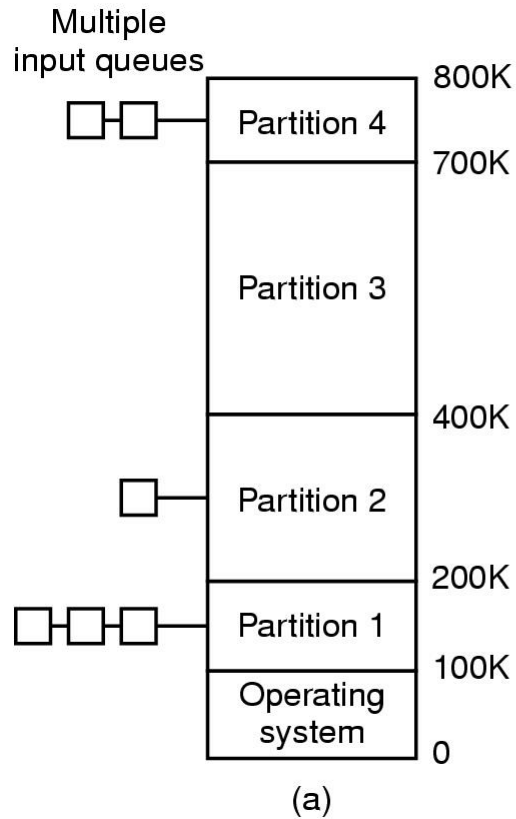 Multiple
input queues
800K
Partition 4
700K
Partition 3
400K
Partition 2
200K
Partition 1
100K
Operating
system
0
(a)